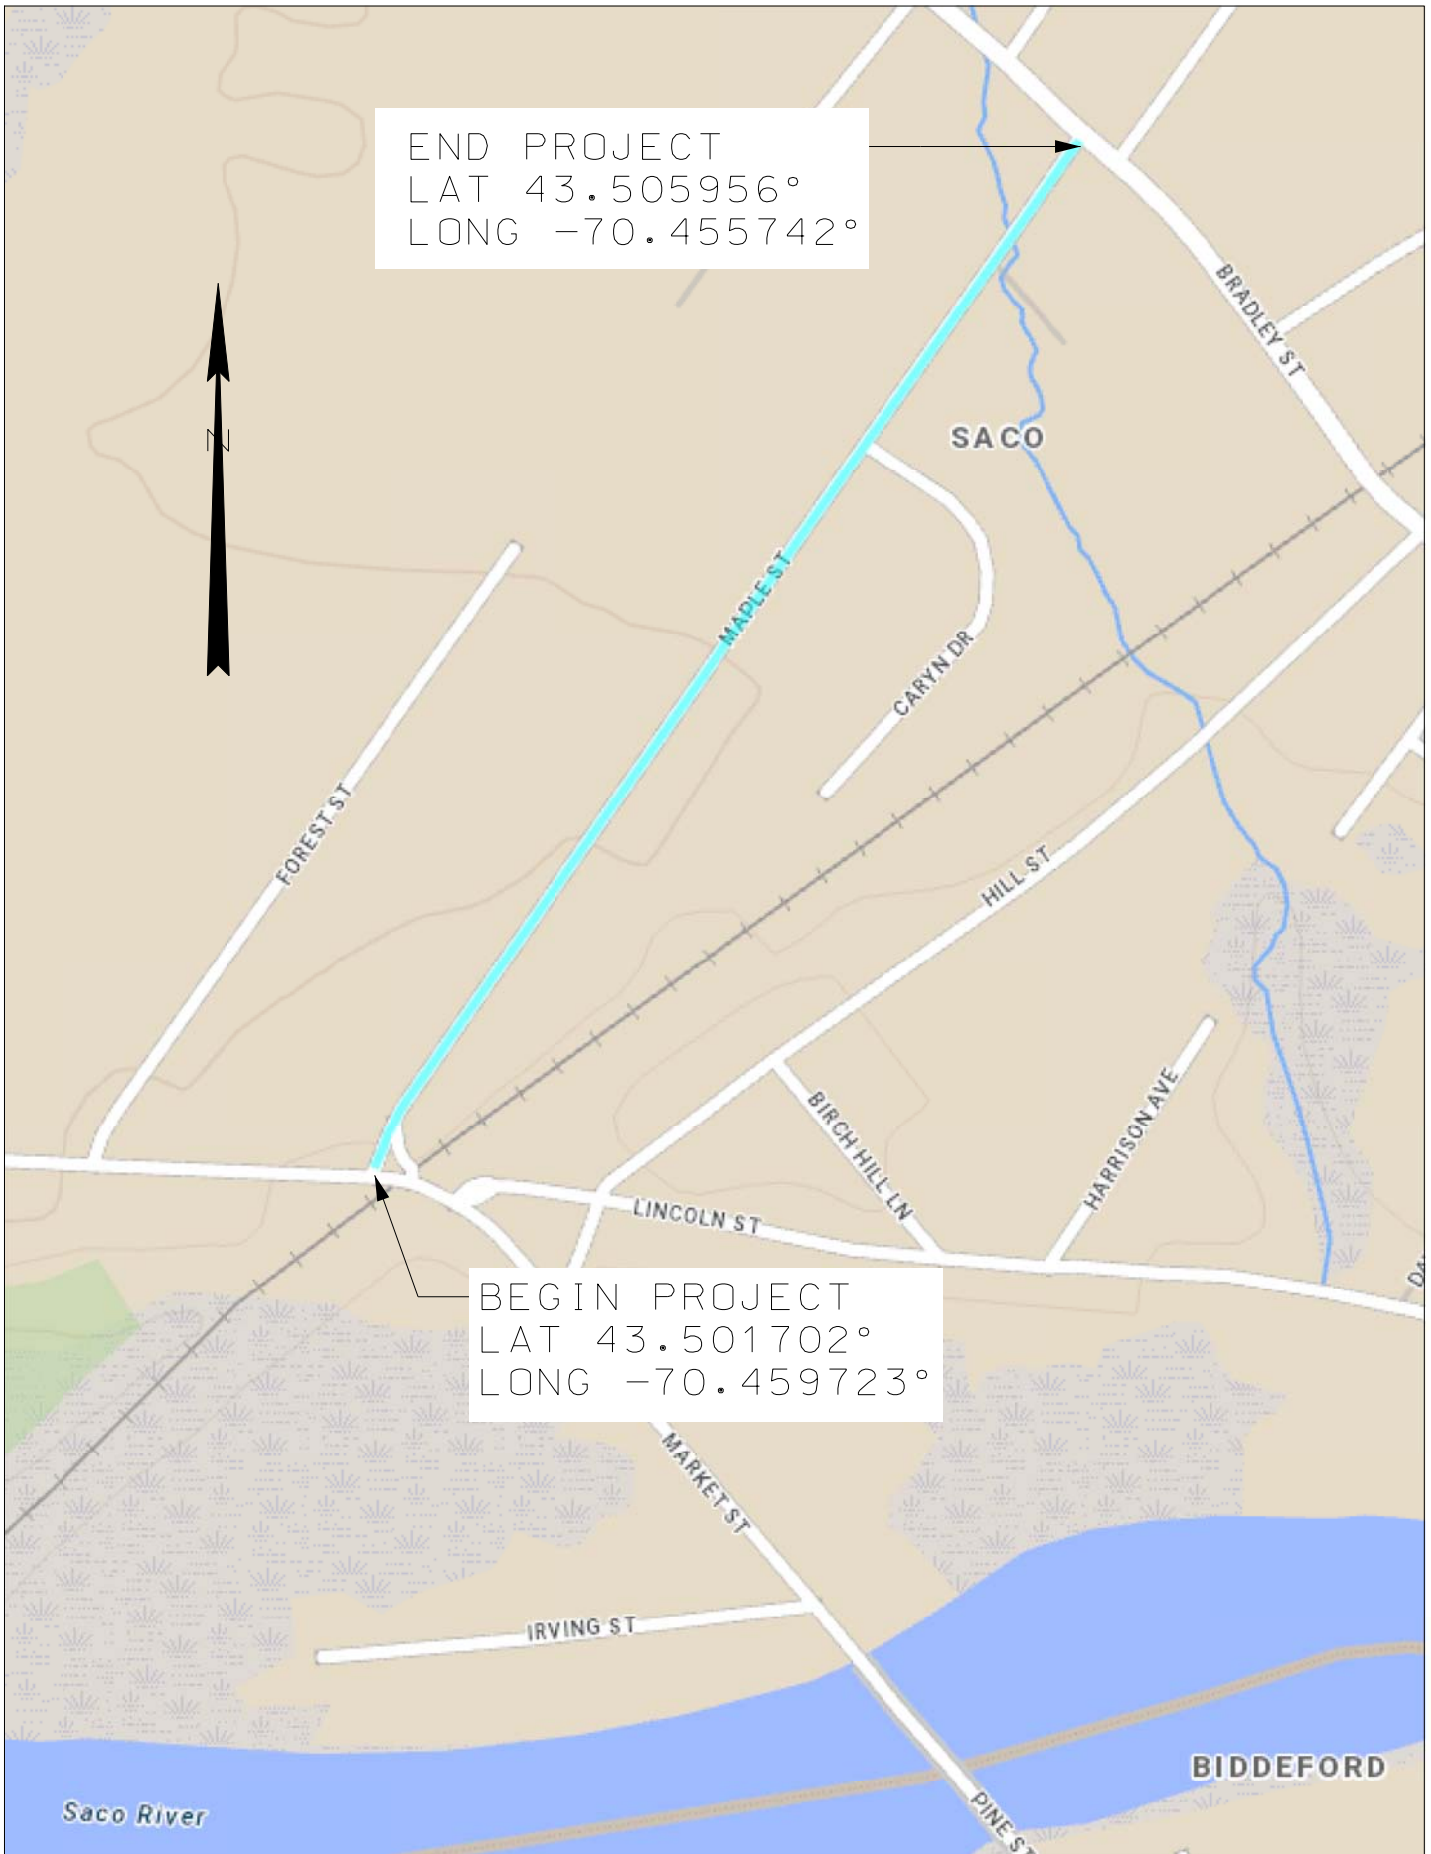 END PROJECT
LAT 43.505956°
LONG -70.455742°
BRADLEY ST
N
SACO
MAPLE ST
CARYN DR
FOREST ST
HILL ST
BIRCH HILL LN
HARRISON AVE
LINCOLN ST
DA
BEGIN PROJECT
LAT 43.501702°
LONG -70.459723°
MARKET ST
IRVING ST
BIDDEFORD
Saco River
PINE ST